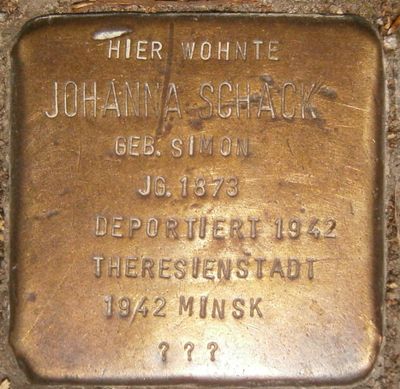 HIER WOHNTE
JOHANNA SCHACK
GEB. SIMON
JG. 1873
DEPORTIERT 1942
THERESIENSTADT
1942 MINSK
? ? ?